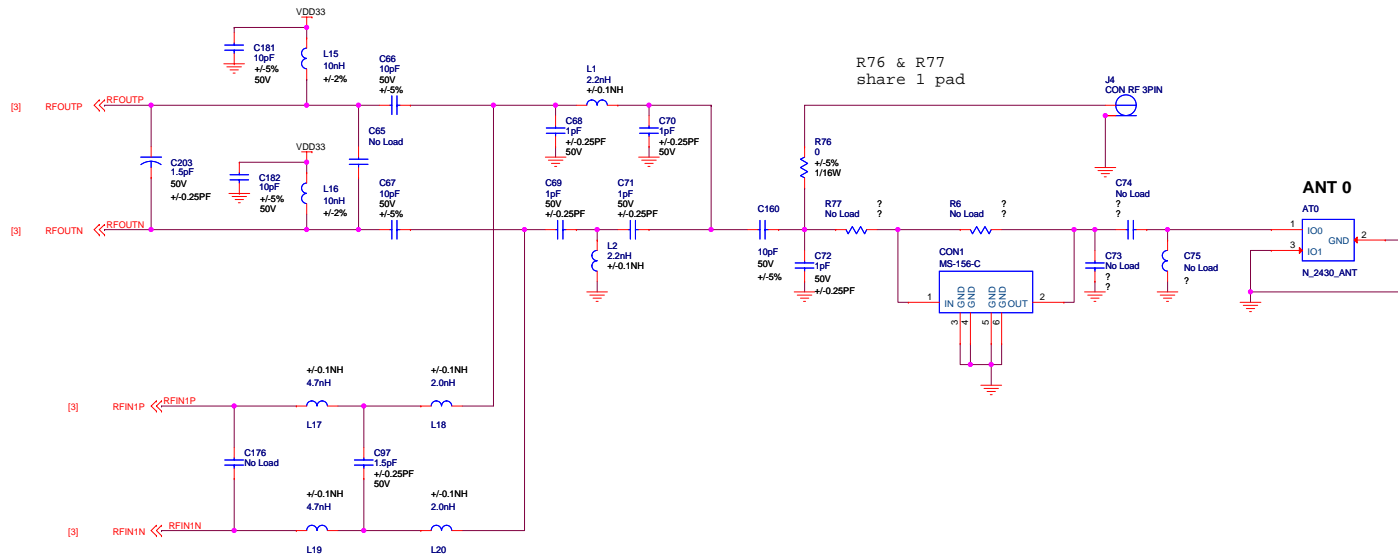 VDD33
C181
10pF
+/-5%
50V
L15
10nH
+/-2%
C66
10pF
50V
+/-5%
L1
2.2nH
+/-0.1NH
R76 & R77
share 1 pad
J4
CON RF 3PIN
[3]
RFOUTP
RFOUTP
C65
No Load
C68
1pF
+/-0.25PF
50V
C70
1pF
+/-0.25PF
50V
R76
0
+/-5%
1/16W
C203
1.5pF
50V
+/-0.25PF
VDD33
C182
10pF
+/-5%
50V
L16
10nH
+/-2%
C67
10pF
50V
+/-5%
C69
1pF
50V
+/-0.25PF
C71
1pF
50V
+/-0.25PF
C74
No Load
?
?
ANT 0
AT0
[3]
RFOUTN
RFOUTN
L2
2.2nH
+/-0.1NH
C160
10pF
50V
+/-5%
R77
No Load
?
?
R6
No Load
?
?
C72
1pF
50V
+/-0.25PF
CON1
MS-156-C
1
IN
GND
GND
GND
GND
OUT
2
3
4
5
6
C73
No Load
?
?
C75
No Load
?
1
IO0
GND
2
3
IO1
N_2430_ANT
+/-0.1NH
4.7nH
+/-0.1NH
2.0nH
[3]
RFIN1P
RFIN1P
L17
L18
C176
No Load
C97
1.5pF
+/-0.25PF
50V
+/-0.1NH
4.7nH
+/-0.1NH
2.0nH
[3]
RFIN1N
RFIN1N
L19
L20